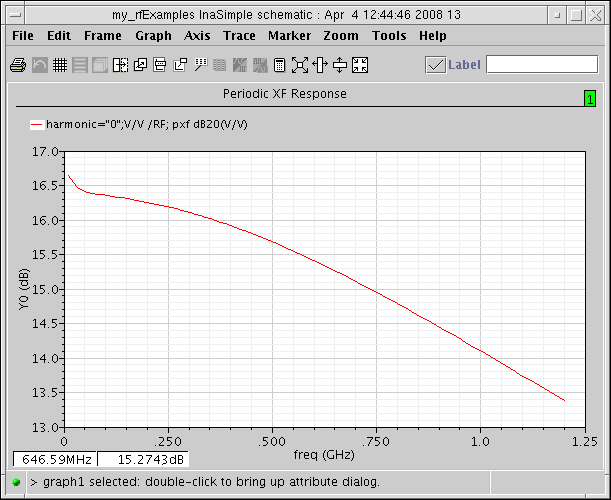 my_rfExamples lnaSimple schematic : Apr  4 12:44:46 2008 13
File Edit Frame Graph Axis Trace Marker Zoom Tools Help
Label
Periodic XF Response
1
harmonic="0";V/V /RF; pxf dB20(V/V)
17.0
16.5
16.0
15.5
15.0
14.5
14.0
13.5
13.0
Y0 (dB)
0 .250 .500 .750 1.0 1.25
freq (GHz)
646.59MHz 15.2743dB
> graph1 selected: double-click to bring up attribute dialog.